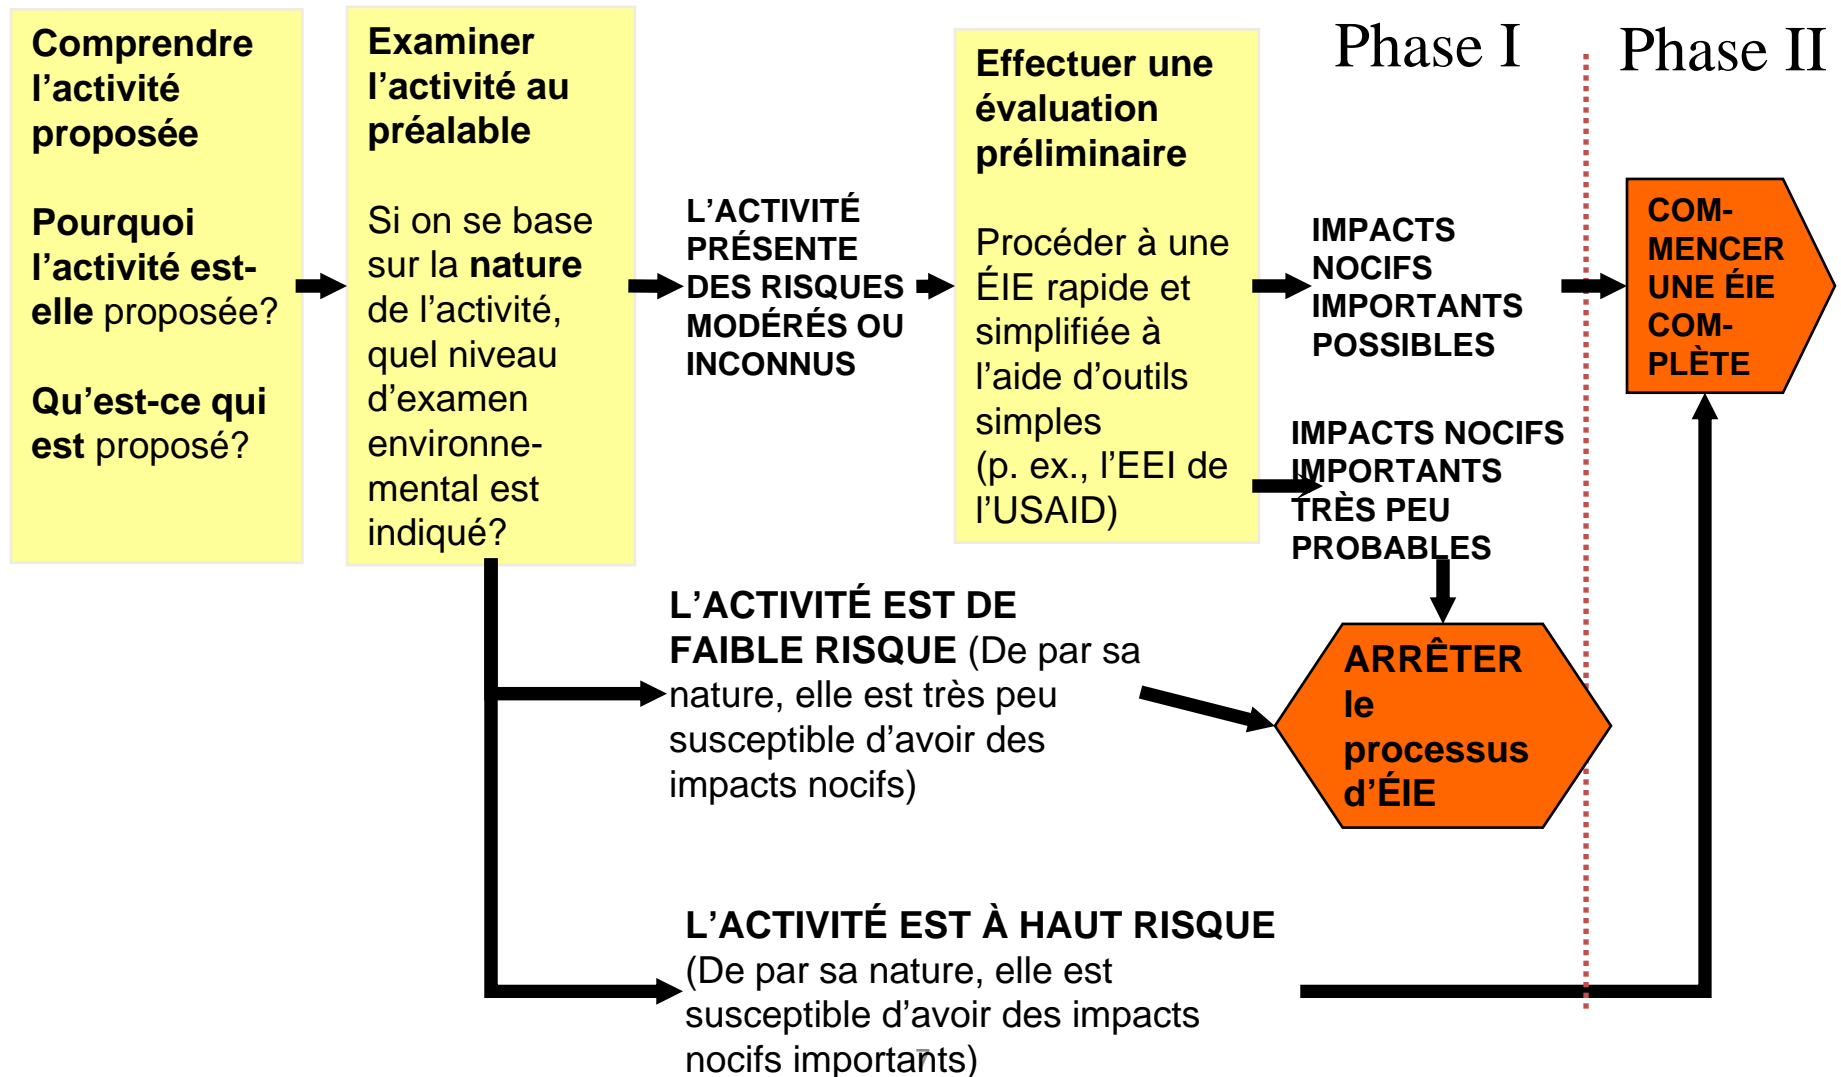 Comprendre
l’activité
proposée
Pourquoi
l’activité est-
elle proposée?
Qu’est-ce qui
est proposé?
Examiner
l’activité au
préalable
Si on se base
sur la nature
de l’activité,
quel niveau
d’examen
environne-
mental est
indiqué?
L’ACTIVITÉ
PRÉSENTE
DES RISQUES
MODÉRÉS OU
INCONNUS
Effectuer une
évaluation
préliminaire
Procéder à une
ÉIE rapide et
simplifiée à
l’aide d’outils
simples
(p. ex., l’EEI de
l’USAID)
Phase I
Phase II
IMPACTS
NOCIFS
IMPORTANTS
POSSIBLES
COM-
MENCER
UNE ÉIE
COM-
PLÈTE
IMPACTS NOCIFS
IMPORTANTS
TRÈS PEU
PROBABLES
L’ACTIVITÉ EST DE
FAIBLE RISQUE (De par sa
nature, elle est très peu
susceptible d’avoir des
impacts nocifs)
ARRÊTER
le
processus
d’ÉIE
L’ACTIVITÉ EST À HAUT RISQUE
(De par sa nature, elle est
susceptible d’avoir des impacts
nocifs importants)
7